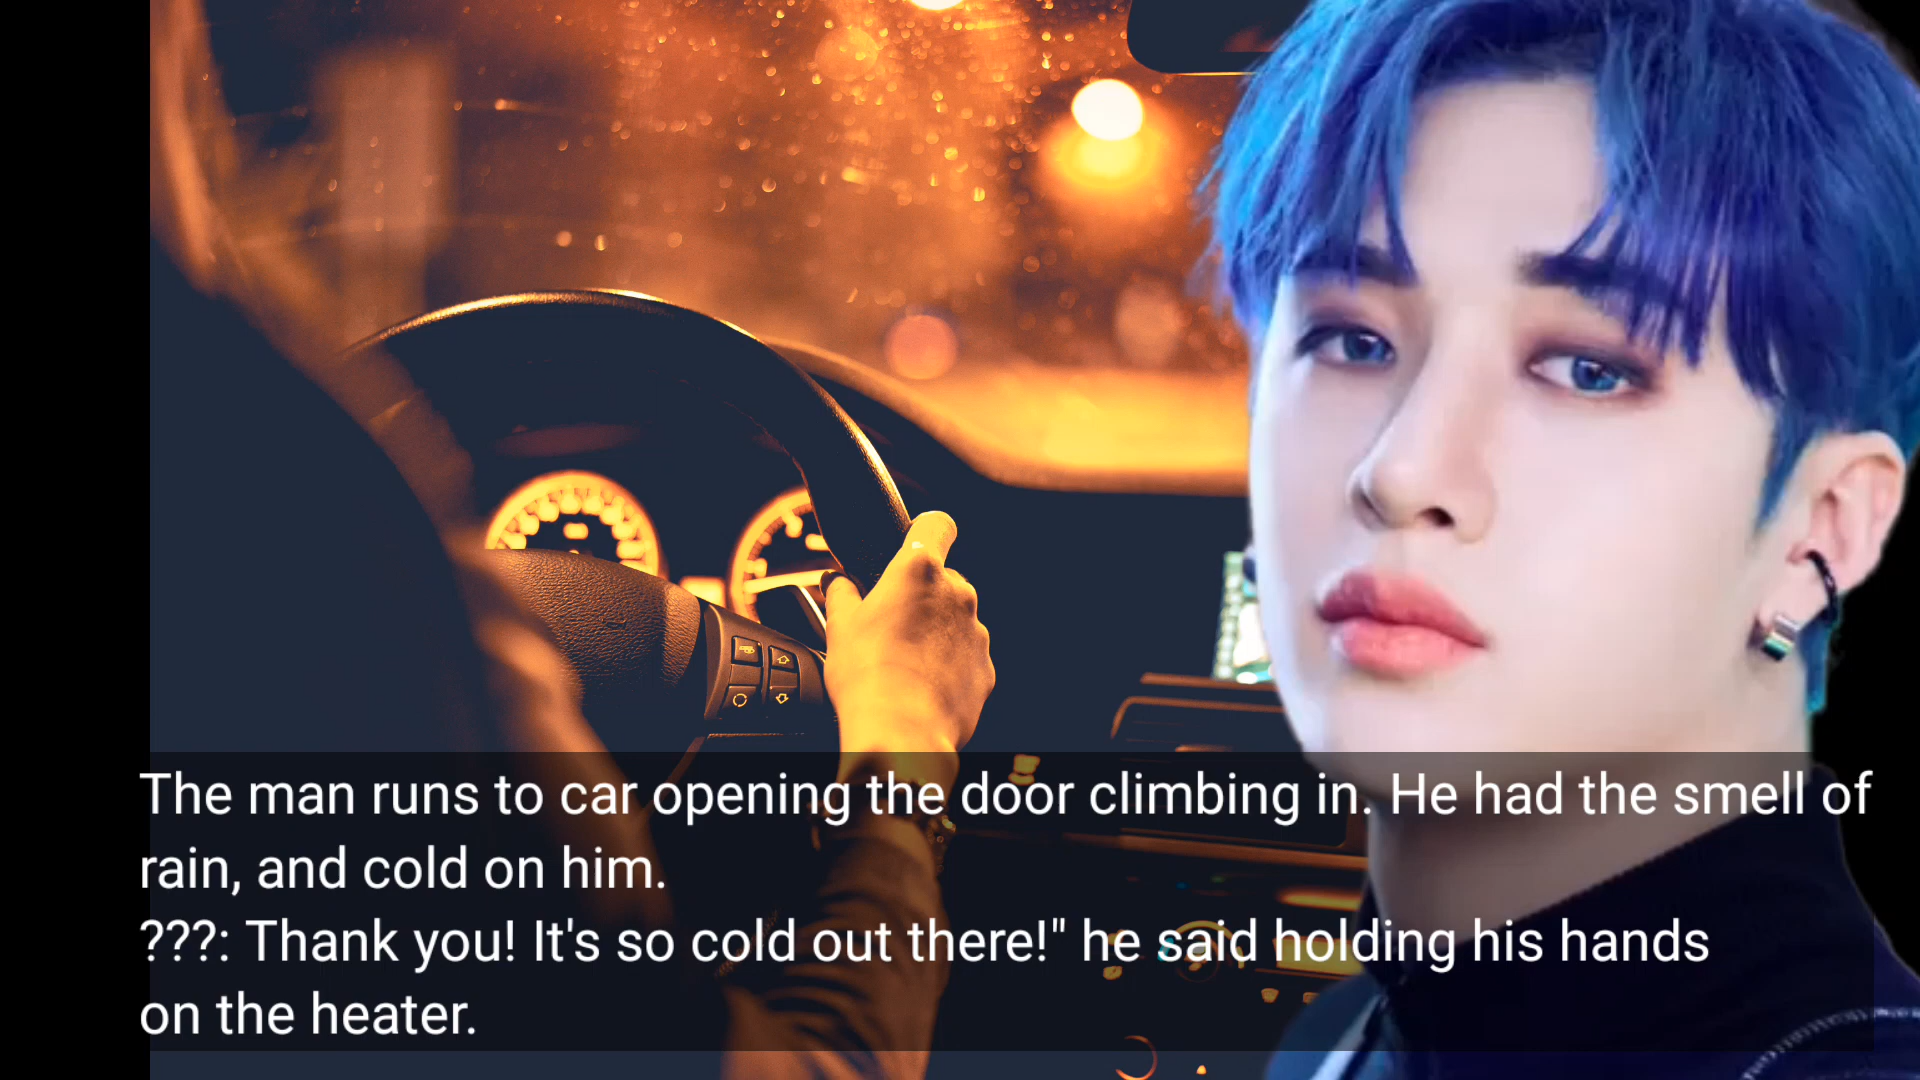 The man runs to car opening the door climbing in. He had the smell of
rain, and cold on him.
???: Thank you! It's so cold out there!" he said holding his hands
on the heater.